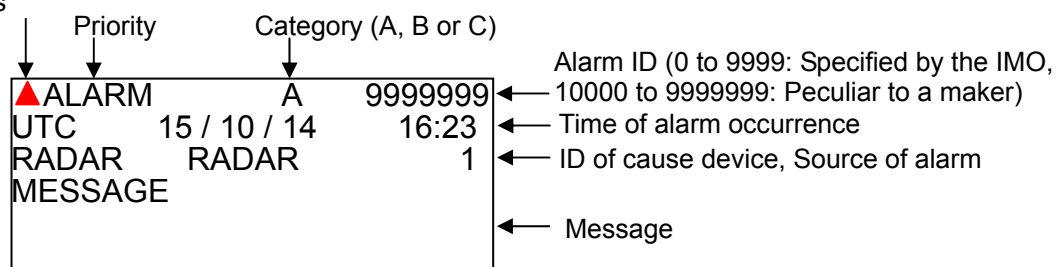 Priority Category (A, B or C)
ALARM A 9999999
UTC 15 / 10 / 14 16:23
RADAR RADAR 1
MESSAGE
Alarm ID (0 to 9999: Specified by the IMO,
10000 to 9999999: Peculiar to a maker)
Time of alarm occurrence
ID of cause device, Source of alarm
Message